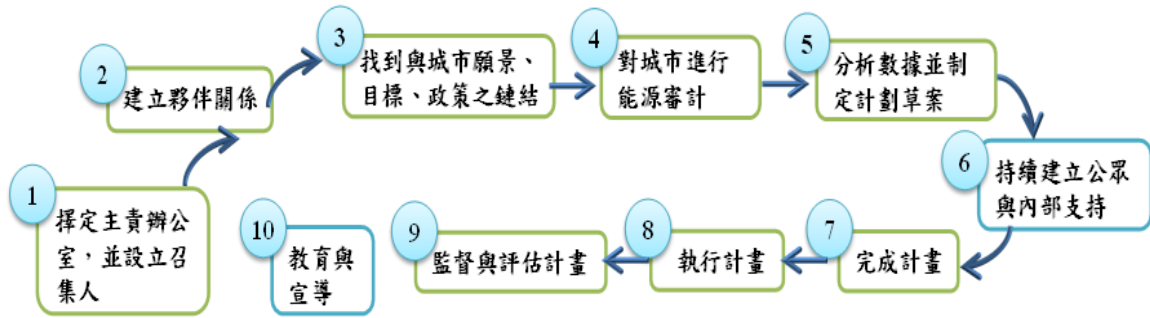 1
擇定主責辦公
室，並設立召
集人
2
建立夥伴關係
3
找到與城市願景、
目標、政策之鏈結
4
對城市進行
能源審計
5
分析數據並制
定計劃草案
6
持續建立公眾
與內部支持
7
完成計畫
8
執行計畫
9
監督與評估計畫
10
教育與
宣導